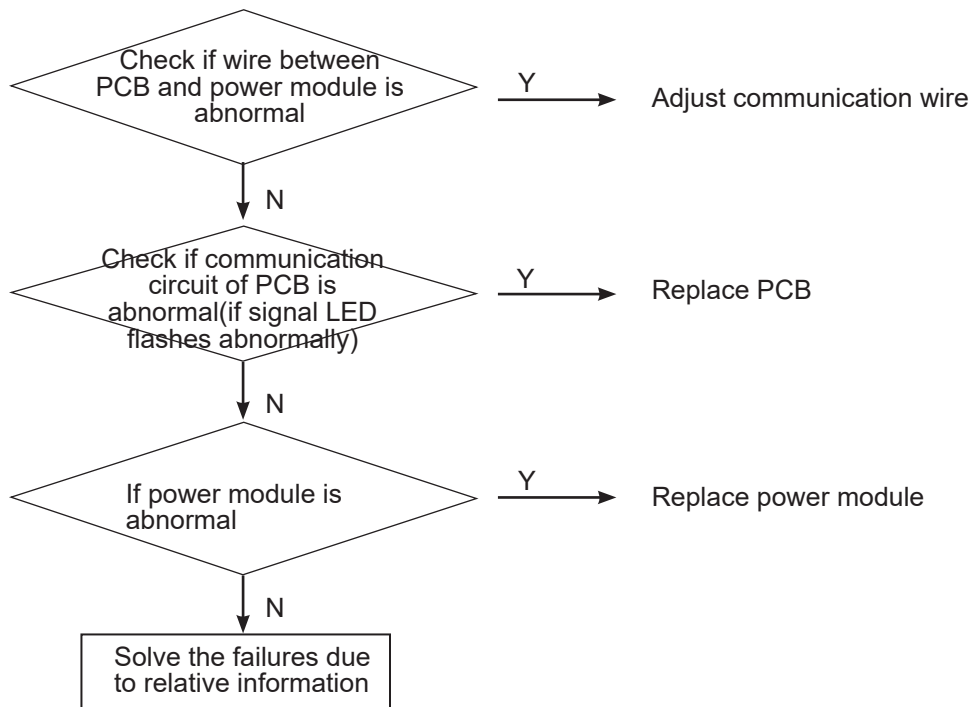 Check if wire between
PCB and power module is
abnormal
Y
Adjust communication wire
N
Check if communication
circuit of PCB is
abnormal(if signal LED
flashes abnormally)
Y
Replace PCB
N
If power module is
abnormal
Y
Replace power module
N
Solve the failures due
to relative information